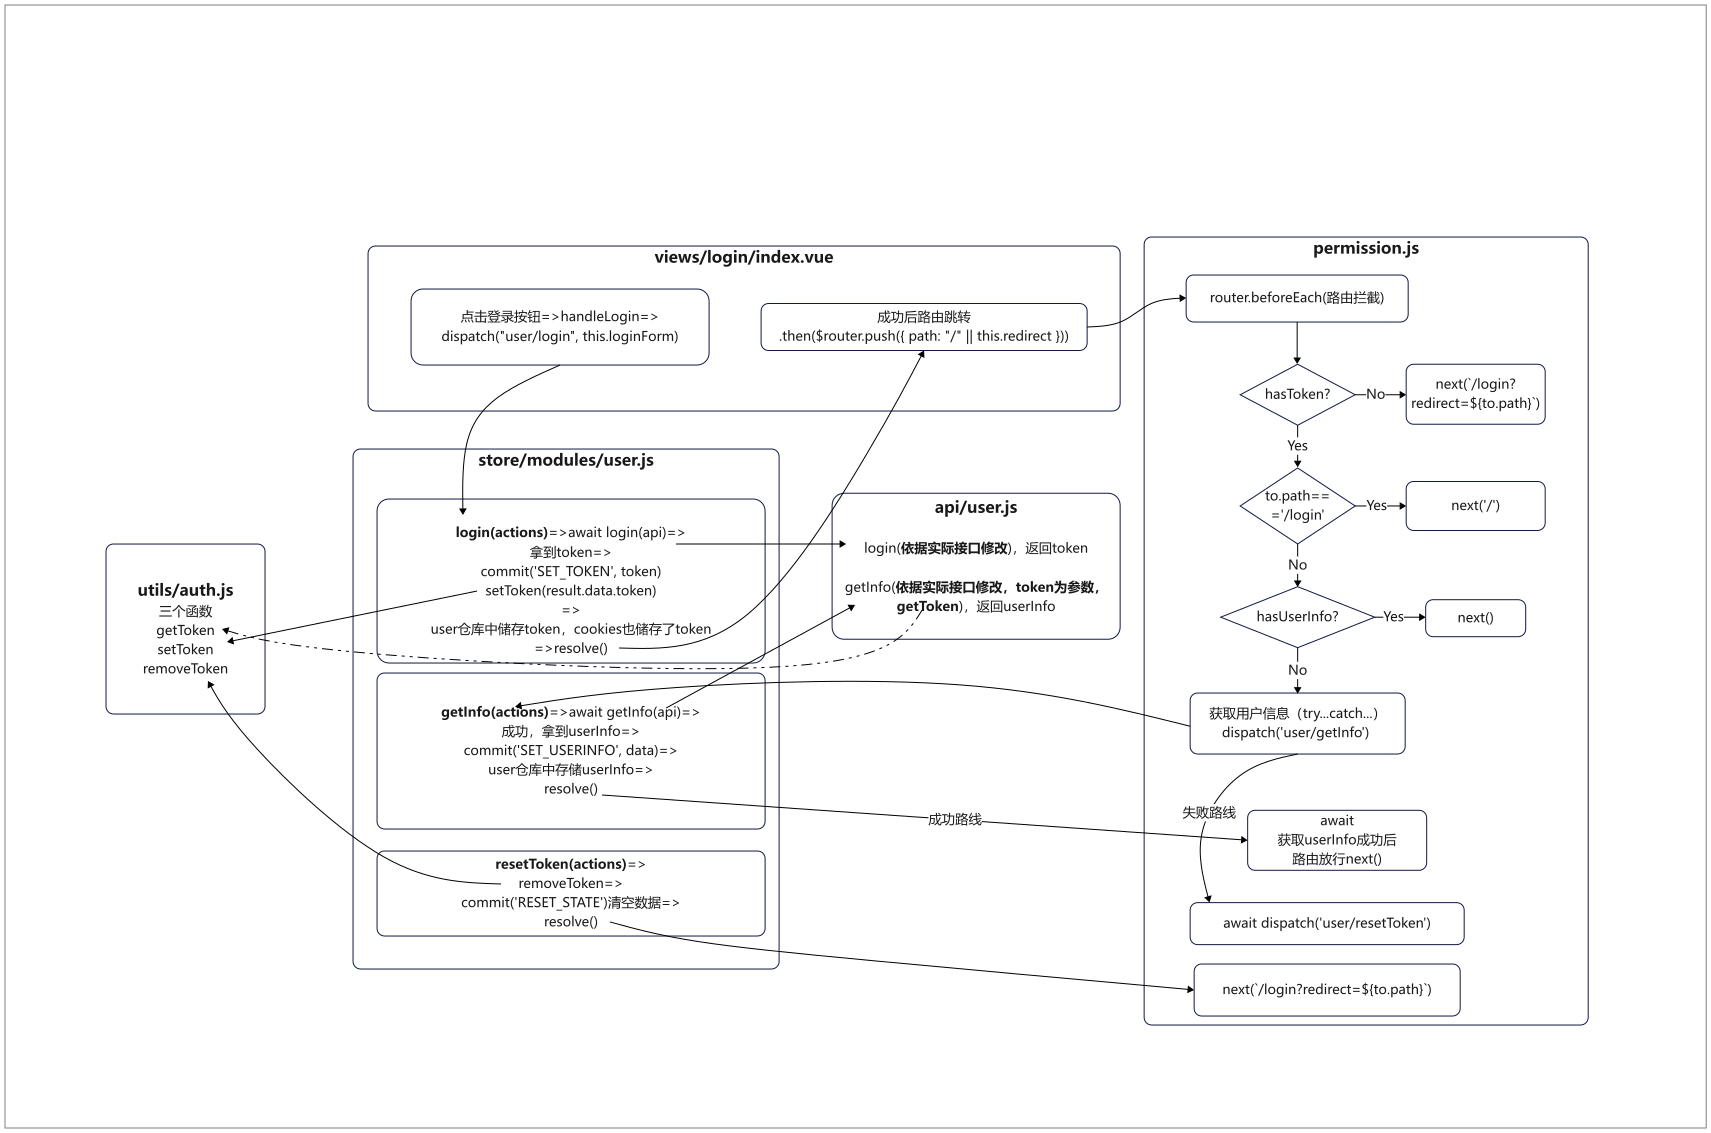 views/login/index.vue
点击登录按钮=>handleLogin=>
dispatch("user/login", this.loginForm)
成功后路由跳转
.then($router.push({ path: "/" || this.redirect }))
store/modules/user.js
login(actions)=>await login(api)=>
拿到token=>
commit('SET_TOKEN', token)
setToken(result.data.token)
=>
user仓库中储存token，cookies也储存了token
=>resolve()
getInfo(actions)=>await getInfo(api)=>
成功，拿到userInfo=>
commit('SET_USERINFO', data)=>
user仓库中存储userInfo=>
resolve()
resetToken(actions)=>
removeToken=>
commit('RESET_STATE')清空数据=>
resolve()
utils/auth.js
三个函数
getToken
setToken
removeToken
api/user.js
login(依据实际接口修改)，返回token
getInfo(依据实际接口修改，token为参数，
getToken)，返回userInfo
成功路线
permission.js
router.beforeEach(路由拦截)
hasToken?
No
next(`/login?
redirect=${to.path}`)
Yes
to.path==
='/login'
Yes
next('/')
No
hasUserInfo?
Yes
next()
No
获取用户信息（try...catch...）
dispatch('user/getInfo')
失败路线
await
获取userInfo成功后
路由放行next()
await dispatch('user/resetToken')
next(`/login?redirect=${to.path}`)